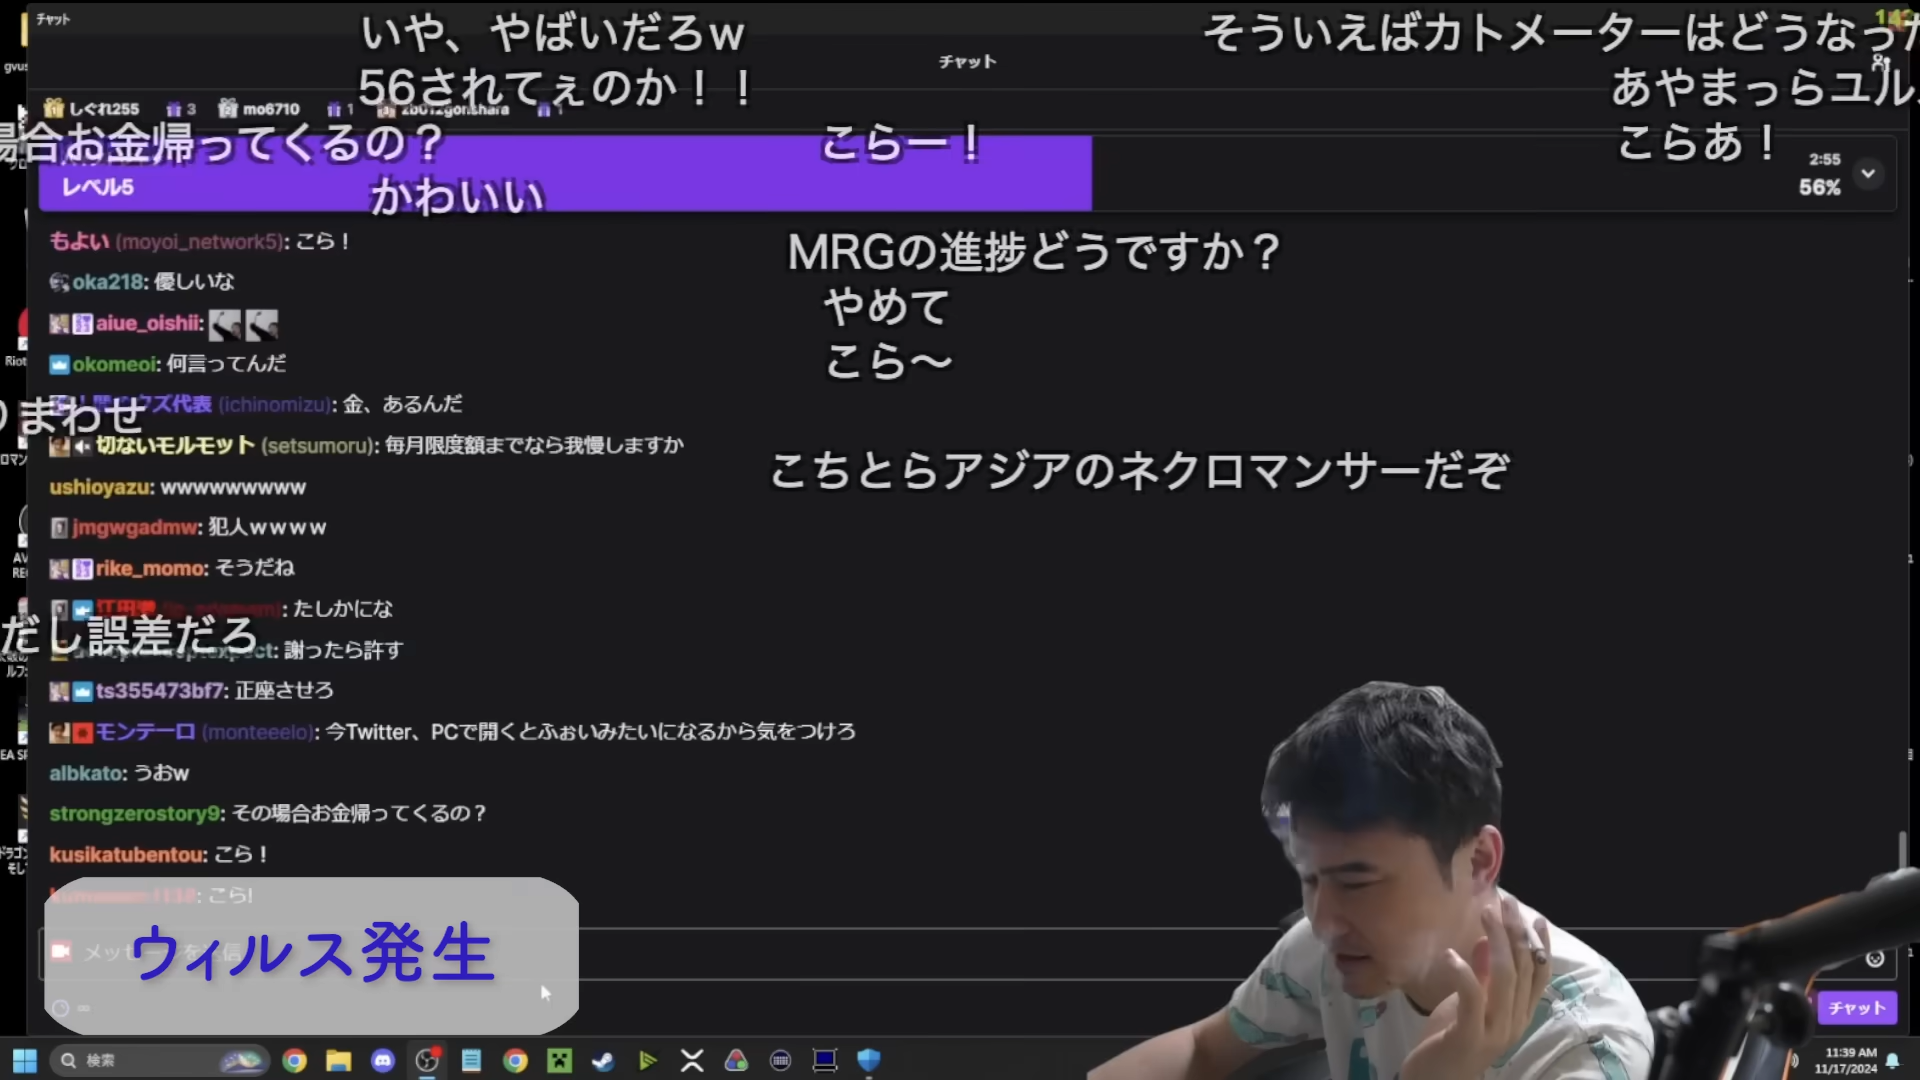 チャット
いや、やばいだろw
そういえばカトメーターはどうなった
チャット
56されてぇのか！！
あやまっらユル
しぐれ255 3 mo6710 1
場合お金帰ってくるの？
こらー！
こらあ！
2:55
レベル5
56%
かわいい
もよい (moyoi_network5): こら！
MRGの進捗どうですか？
oka218: 優しいな
やめて
aiue_oishii:
okomeoi: 何言ってんだ
こら〜
クズ代表 (ichinomizu): 金、あるんだ
りまわせ
切ないモルモット (setsumoru): 毎月限度額までなら我慢しますか
こちとらアジアのネクロマンサーだぞ
ushioyazu: wwwwwwwww
jmgwgadmw: 犯人ｗｗｗｗ
rike_momo: そうだね
: たしかにな
だし誤差だろ
: 謝ったら許す
ts355473bf7: 正座させろ
モンテーロ (monteeelo): 今Twitter、PCで開くとふぉいみたいになるから気をつけろ
albkato: うおw
strongzerostory9: その場合お金帰ってくるの？
kusikatubentou: こら！
: こら!
ウィルス発生
チャット
検索
11:39 AM
11/17/2024